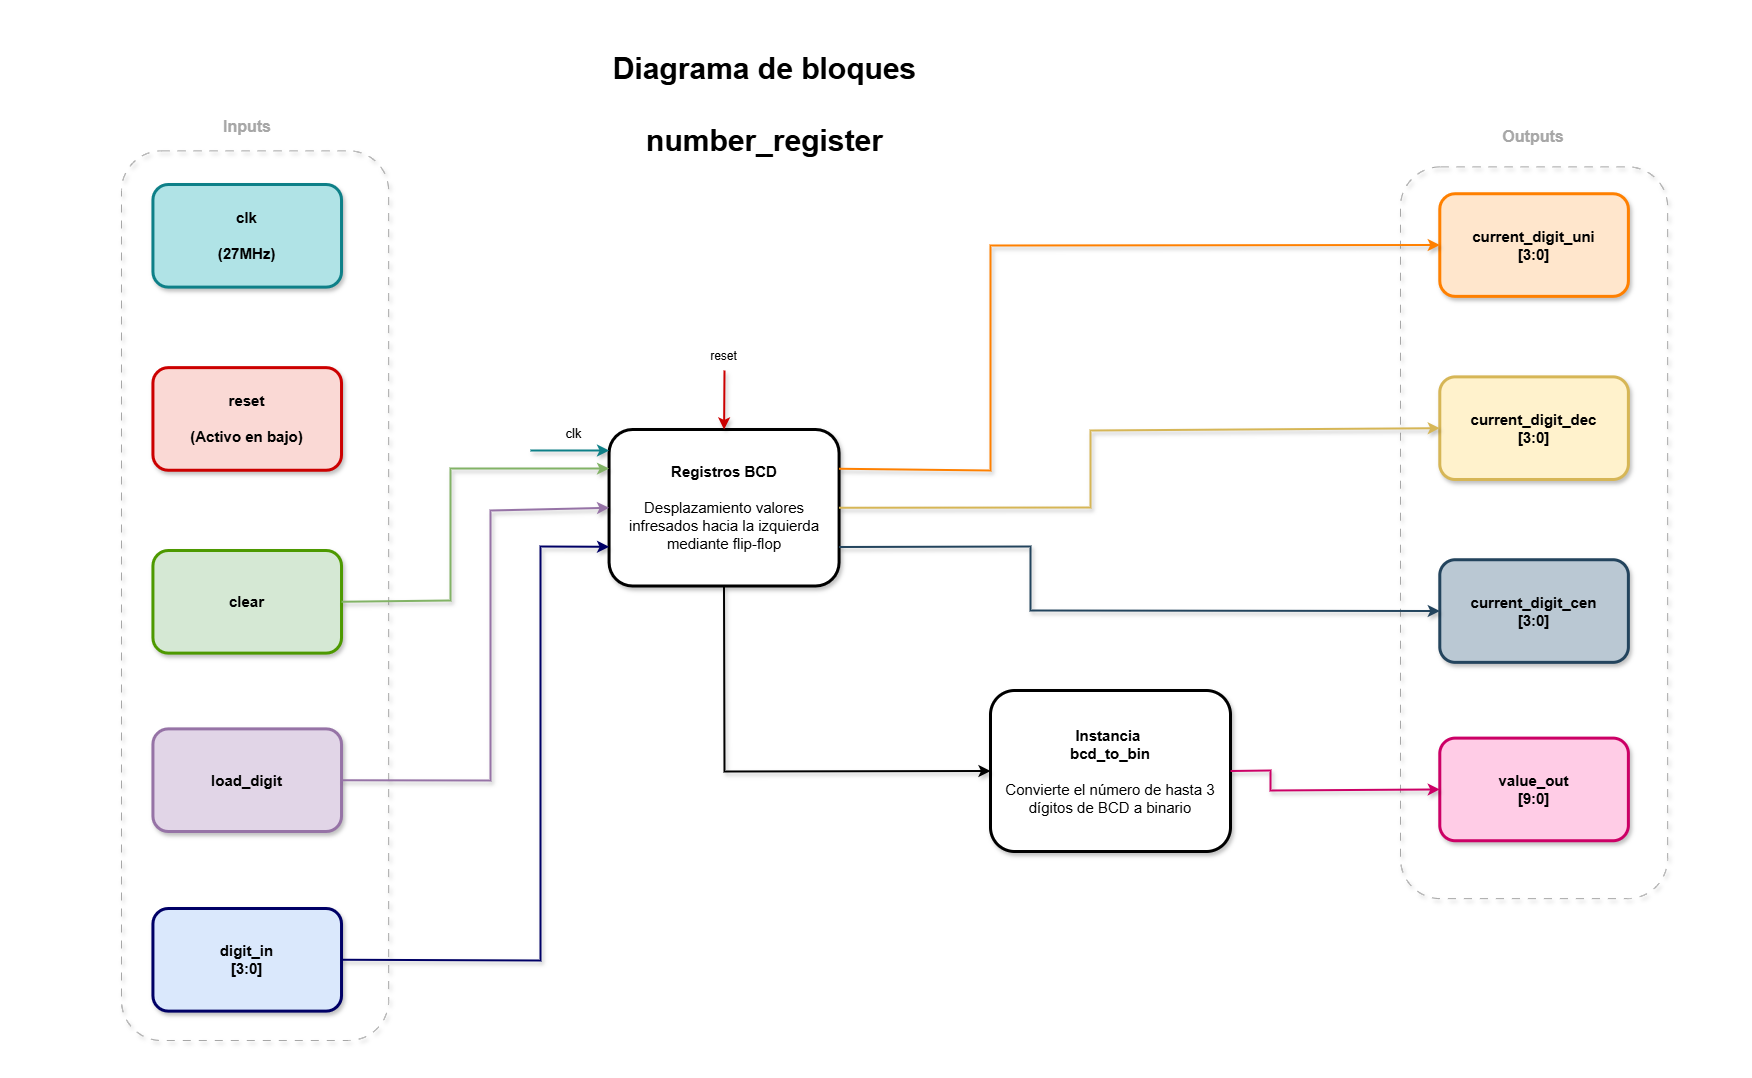 Diagrama de bloques
number_register
Inputs
clk
(27MHz)
reset
(Activo en bajo)
clear
load_digit
digit_in
[3:0]
reset
clk
Registros BCD
Desplazamiento valores
infresados hacia la izquierda
mediante flip-flop
Instancia
bcd_to_bin
Convierte el número de hasta 3
dígitos de BCD a binario
Outputs
current_digit_uni
[3:0]
current_digit_dec
[3:0]
current_digit_cen
[3:0]
value_out
[9:0]